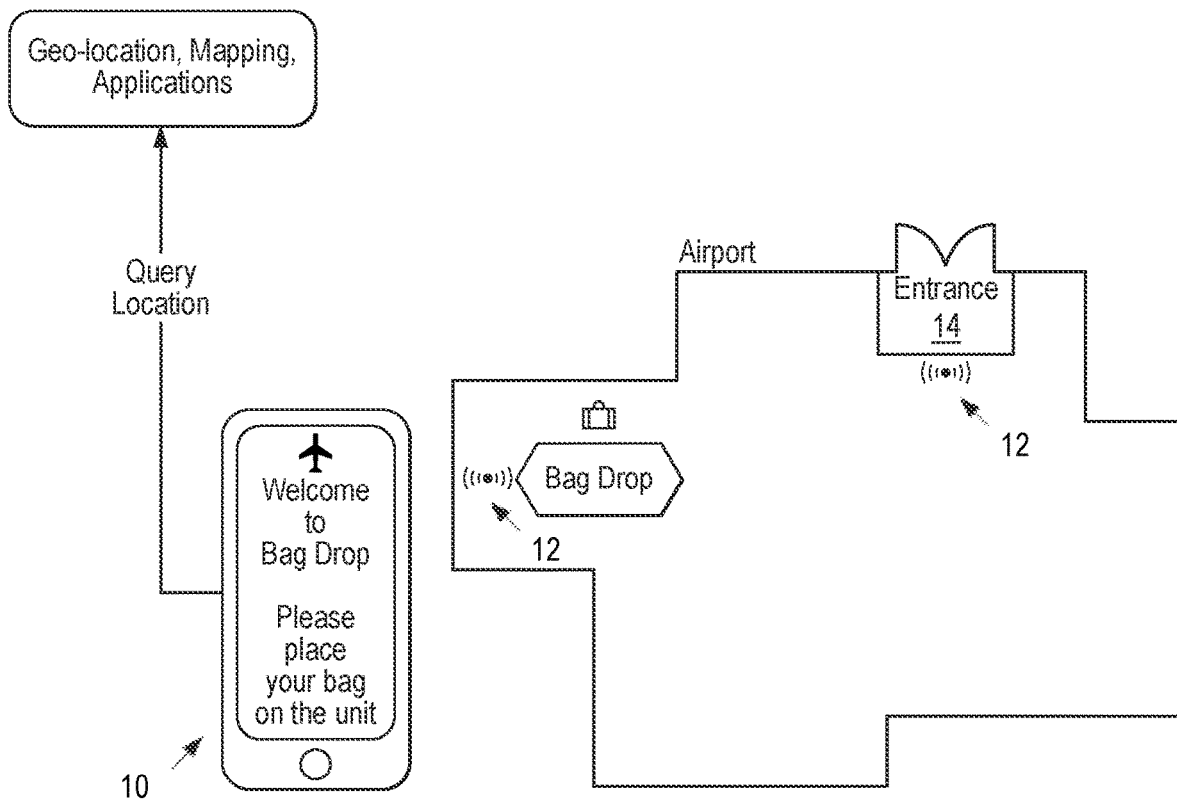 Geo-location, Mapping,
Applications
Query
Location
Airport
Entrance
14
12
Bag Drop
12
Welcome
to
Bag Drop
Please
place
your bag
on the unit
10